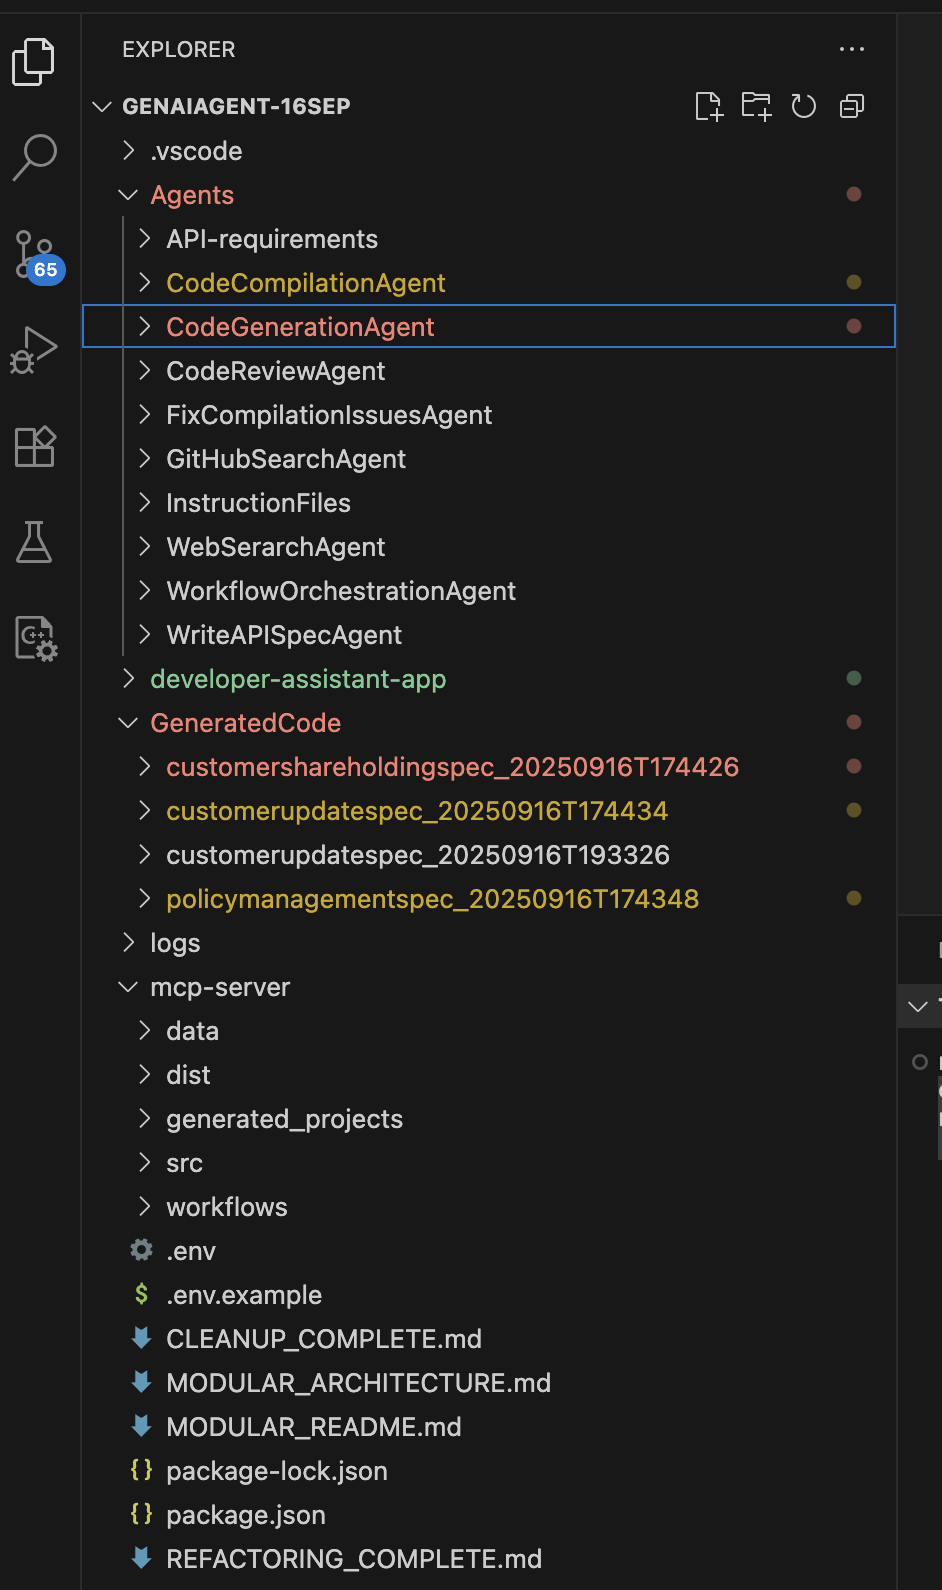 EXPLORER
GENAIAGENT-16SEP
.vscode
Agents
API-requirements
65
CodeCompilationAgent
CodeGenerationAgent
CodeReviewAgent
FixCompilationIssuesAgent
GitHubSearchAgent
InstructionFiles
WebSerarchAgent
WorkflowOrchestrationAgent
WriteAPISpecAgent
developer-assistant-app
GeneratedCode
customershareholdingspec_20250916T174426
customerupdatespec_20250916T174434
customerupdatespec_20250916T193326
policymanagementspec_20250916T174348
logs
mcp-server
data
dist
generated_projects
src
workflows
.env
$ .env.example
CLEANUP_COMPLETE.md
MODULAR_ARCHITECTURE.md
MODULAR_README.md
{} package-lock.json
{} package.json
REFACTORING_COMPLETE.md